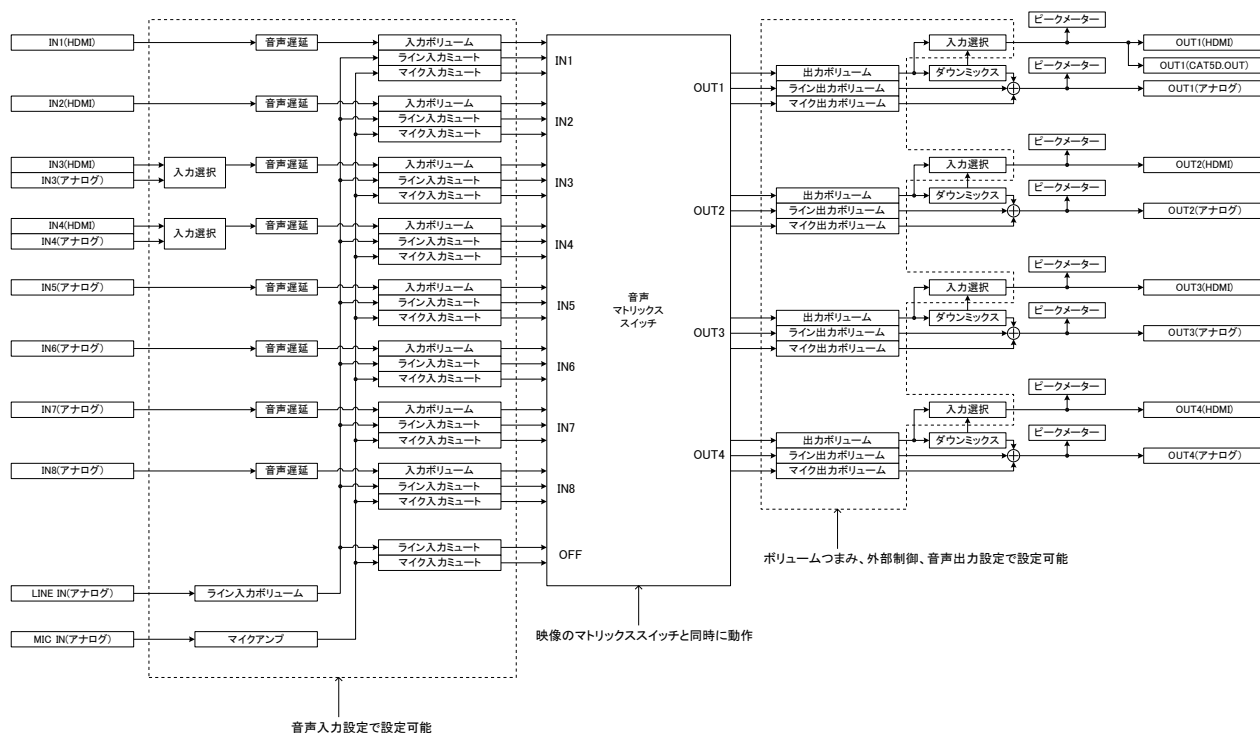 IN1(HDMI)
音声遅延
入力ボリューム
ライン入力ミュート
マイク入力ミュート
IN1
IN2(HDMI)
音声遅延
入力ボリューム
ライン入力ミュート
マイク入力ミュート
IN2
IN3(HDMI)
IN3(アナログ)
入力選択
音声遅延
入力ボリューム
ライン入力ミュート
マイク入力ミュート
IN3
IN4(HDMI)
IN4(アナログ)
入力選択
音声遅延
入力ボリューム
ライン入力ミュート
マイク入力ミュート
IN4
IN5(アナログ)
音声遅延
入力ボリューム
ライン入力ミュート
マイク入力ミュート
IN5
IN6(アナログ)
音声遅延
入力ボリューム
ライン入力ミュート
マイク入力ミュート
IN6
IN7(アナログ)
音声遅延
入力ボリューム
ライン入力ミュート
マイク入力ミュート
IN7
IN8(アナログ)
音声遅延
入力ボリューム
ライン入力ミュート
マイク入力ミュート
IN8
ライン入力ミュート
マイク入力ミュート
OFF
LINE IN(アナログ)
ライン入力ボリューム
MIC IN(アナログ)
マイクアンプ
音声入力設定で設定可能
音声
マトリックス
スイッチ
映像のマトリックススイッチと同時に動作
OUT1
出力ボリューム
ライン出力ボリューム
マイク出力ボリューム
入力選択
ダウンミックス
ピークメーター
ピークメーター
OUT1(HDMI)
OUT1(CAT5D.OUT)
OUT1(アナログ)
OUT2
出力ボリューム
ライン出力ボリューム
マイク出力ボリューム
入力選択
ダウンミックス
ピークメーター
ピークメーター
OUT2(HDMI)
OUT2(アナログ)
OUT3
出力ボリューム
ライン出力ボリューム
マイク出力ボリューム
入力選択
ダウンミックス
ピークメーター
ピークメーター
OUT3(HDMI)
OUT3(アナログ)
OUT4
出力ボリューム
ライン出力ボリューム
マイク出力ボリューム
入力選択
ダウンミックス
ピークメーター
ピークメーター
OUT4(HDMI)
OUT4(アナログ)
ボリュームつまみ、外部制御、音声出力設定で設定可能